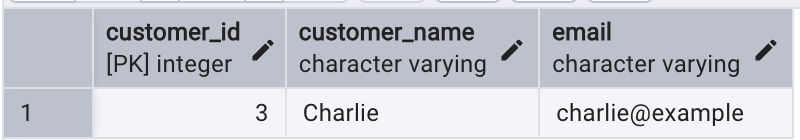 customer_id customer_name email
[PK] integer character varying character varying
1 3 Charlie charlie@example